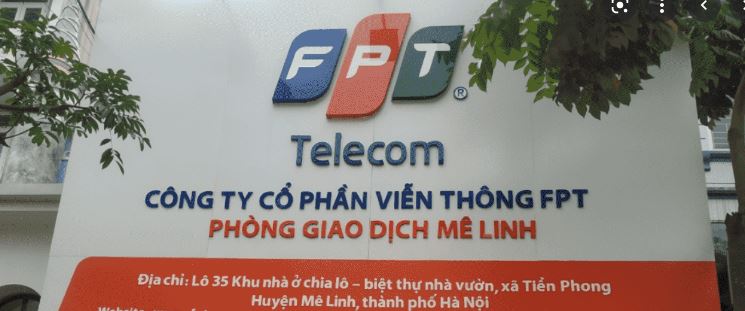 FPT®
Telecom
CÔNG TY CỔ PHẦN VIỄN THÔNG FPT
PHÒNG GIAO DỊCH MÊ LINH
Địa chỉ: Lô 35 Khu nhà ở chia lô – biệt thự nhà vườn, xã Tiền Phong
Huyện Mê Linh, thành phố Hà Nội